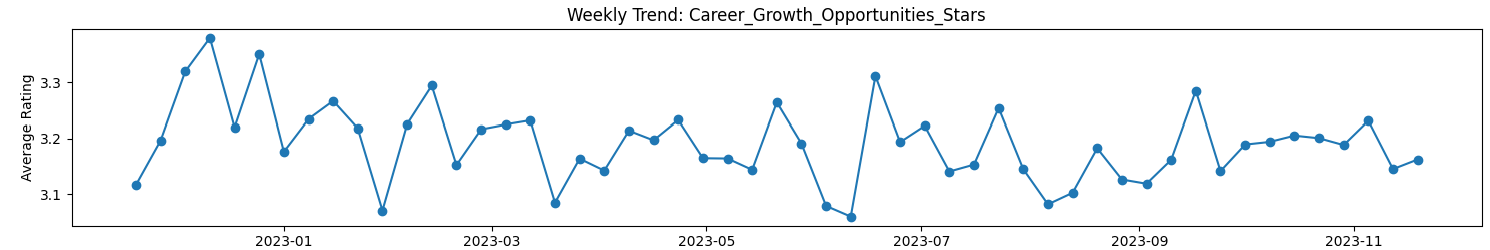 Weekly Trend: Career_Growth_Opportunities_Stars
Average Rating
3.3
3.2
3.1
2023-01 2023-03 2023-05 2023-07 2023-09 2023-11